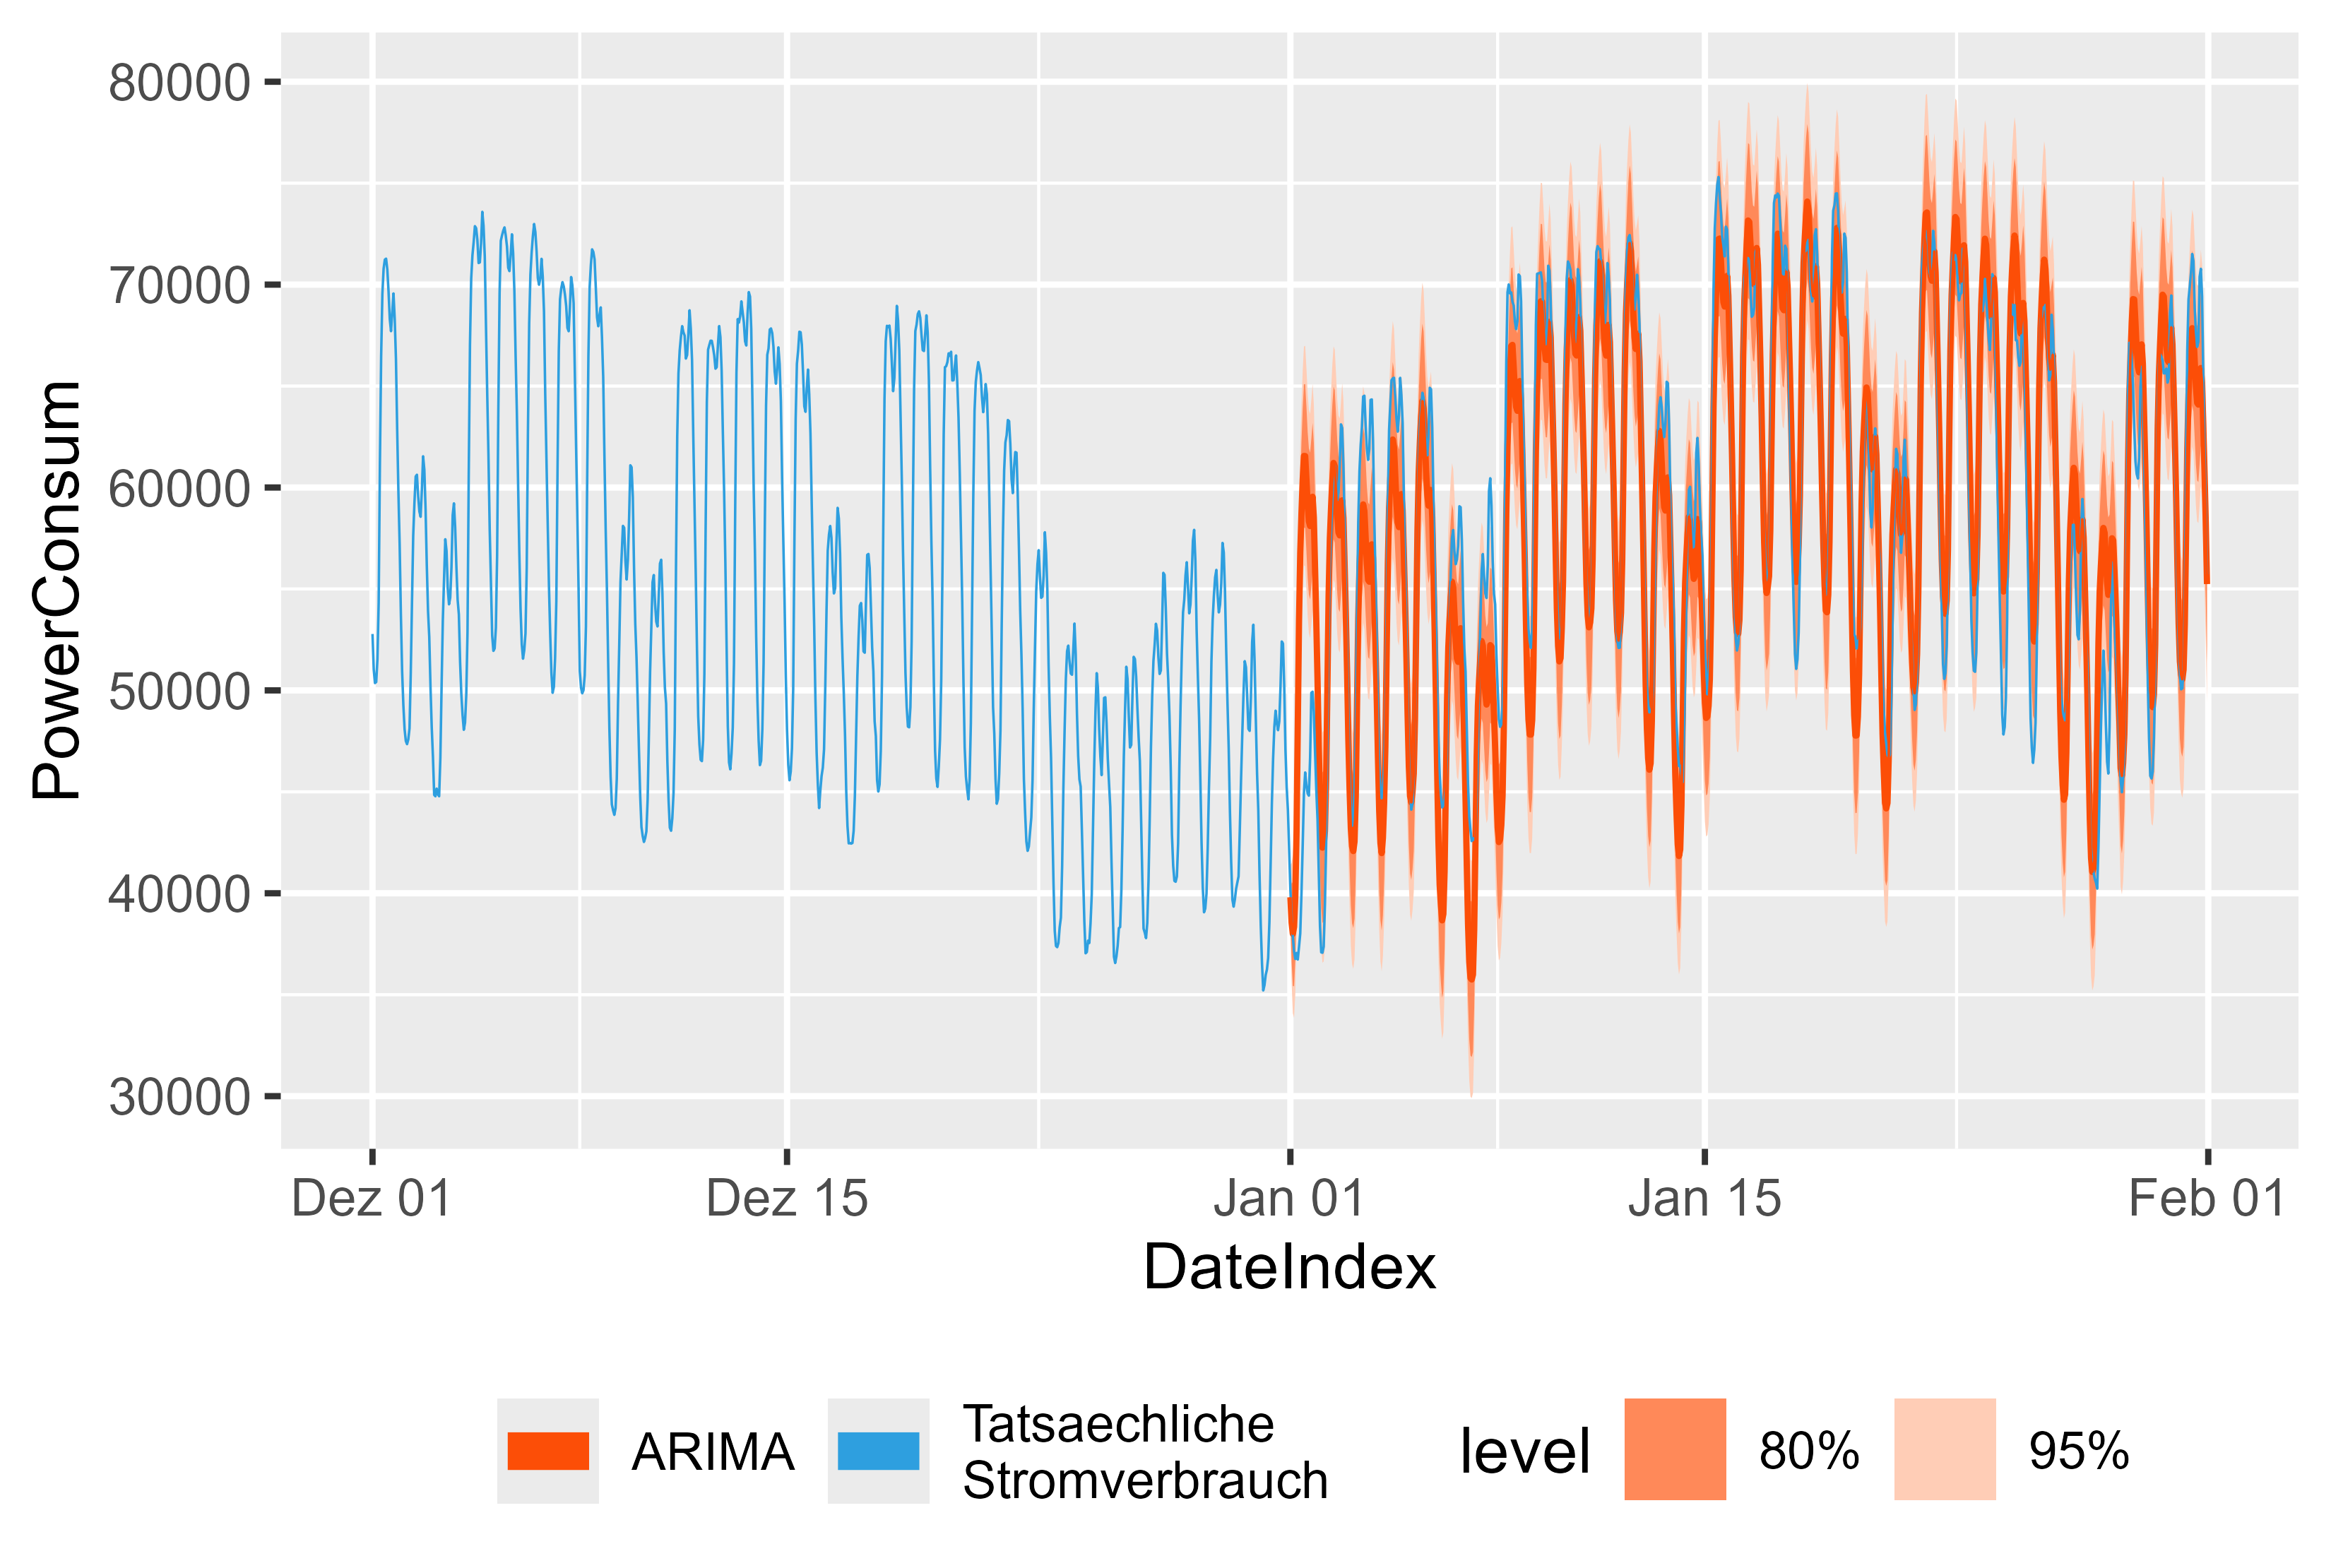 80000
70000
60000
50000
40000
30000
PowerConsum
Dez 01
Dez 15
Jan 01
Jan 15
Feb 01
DateIndex
ARIMA
Tatsaechliche
Stromverbrauch
level
80%
95%